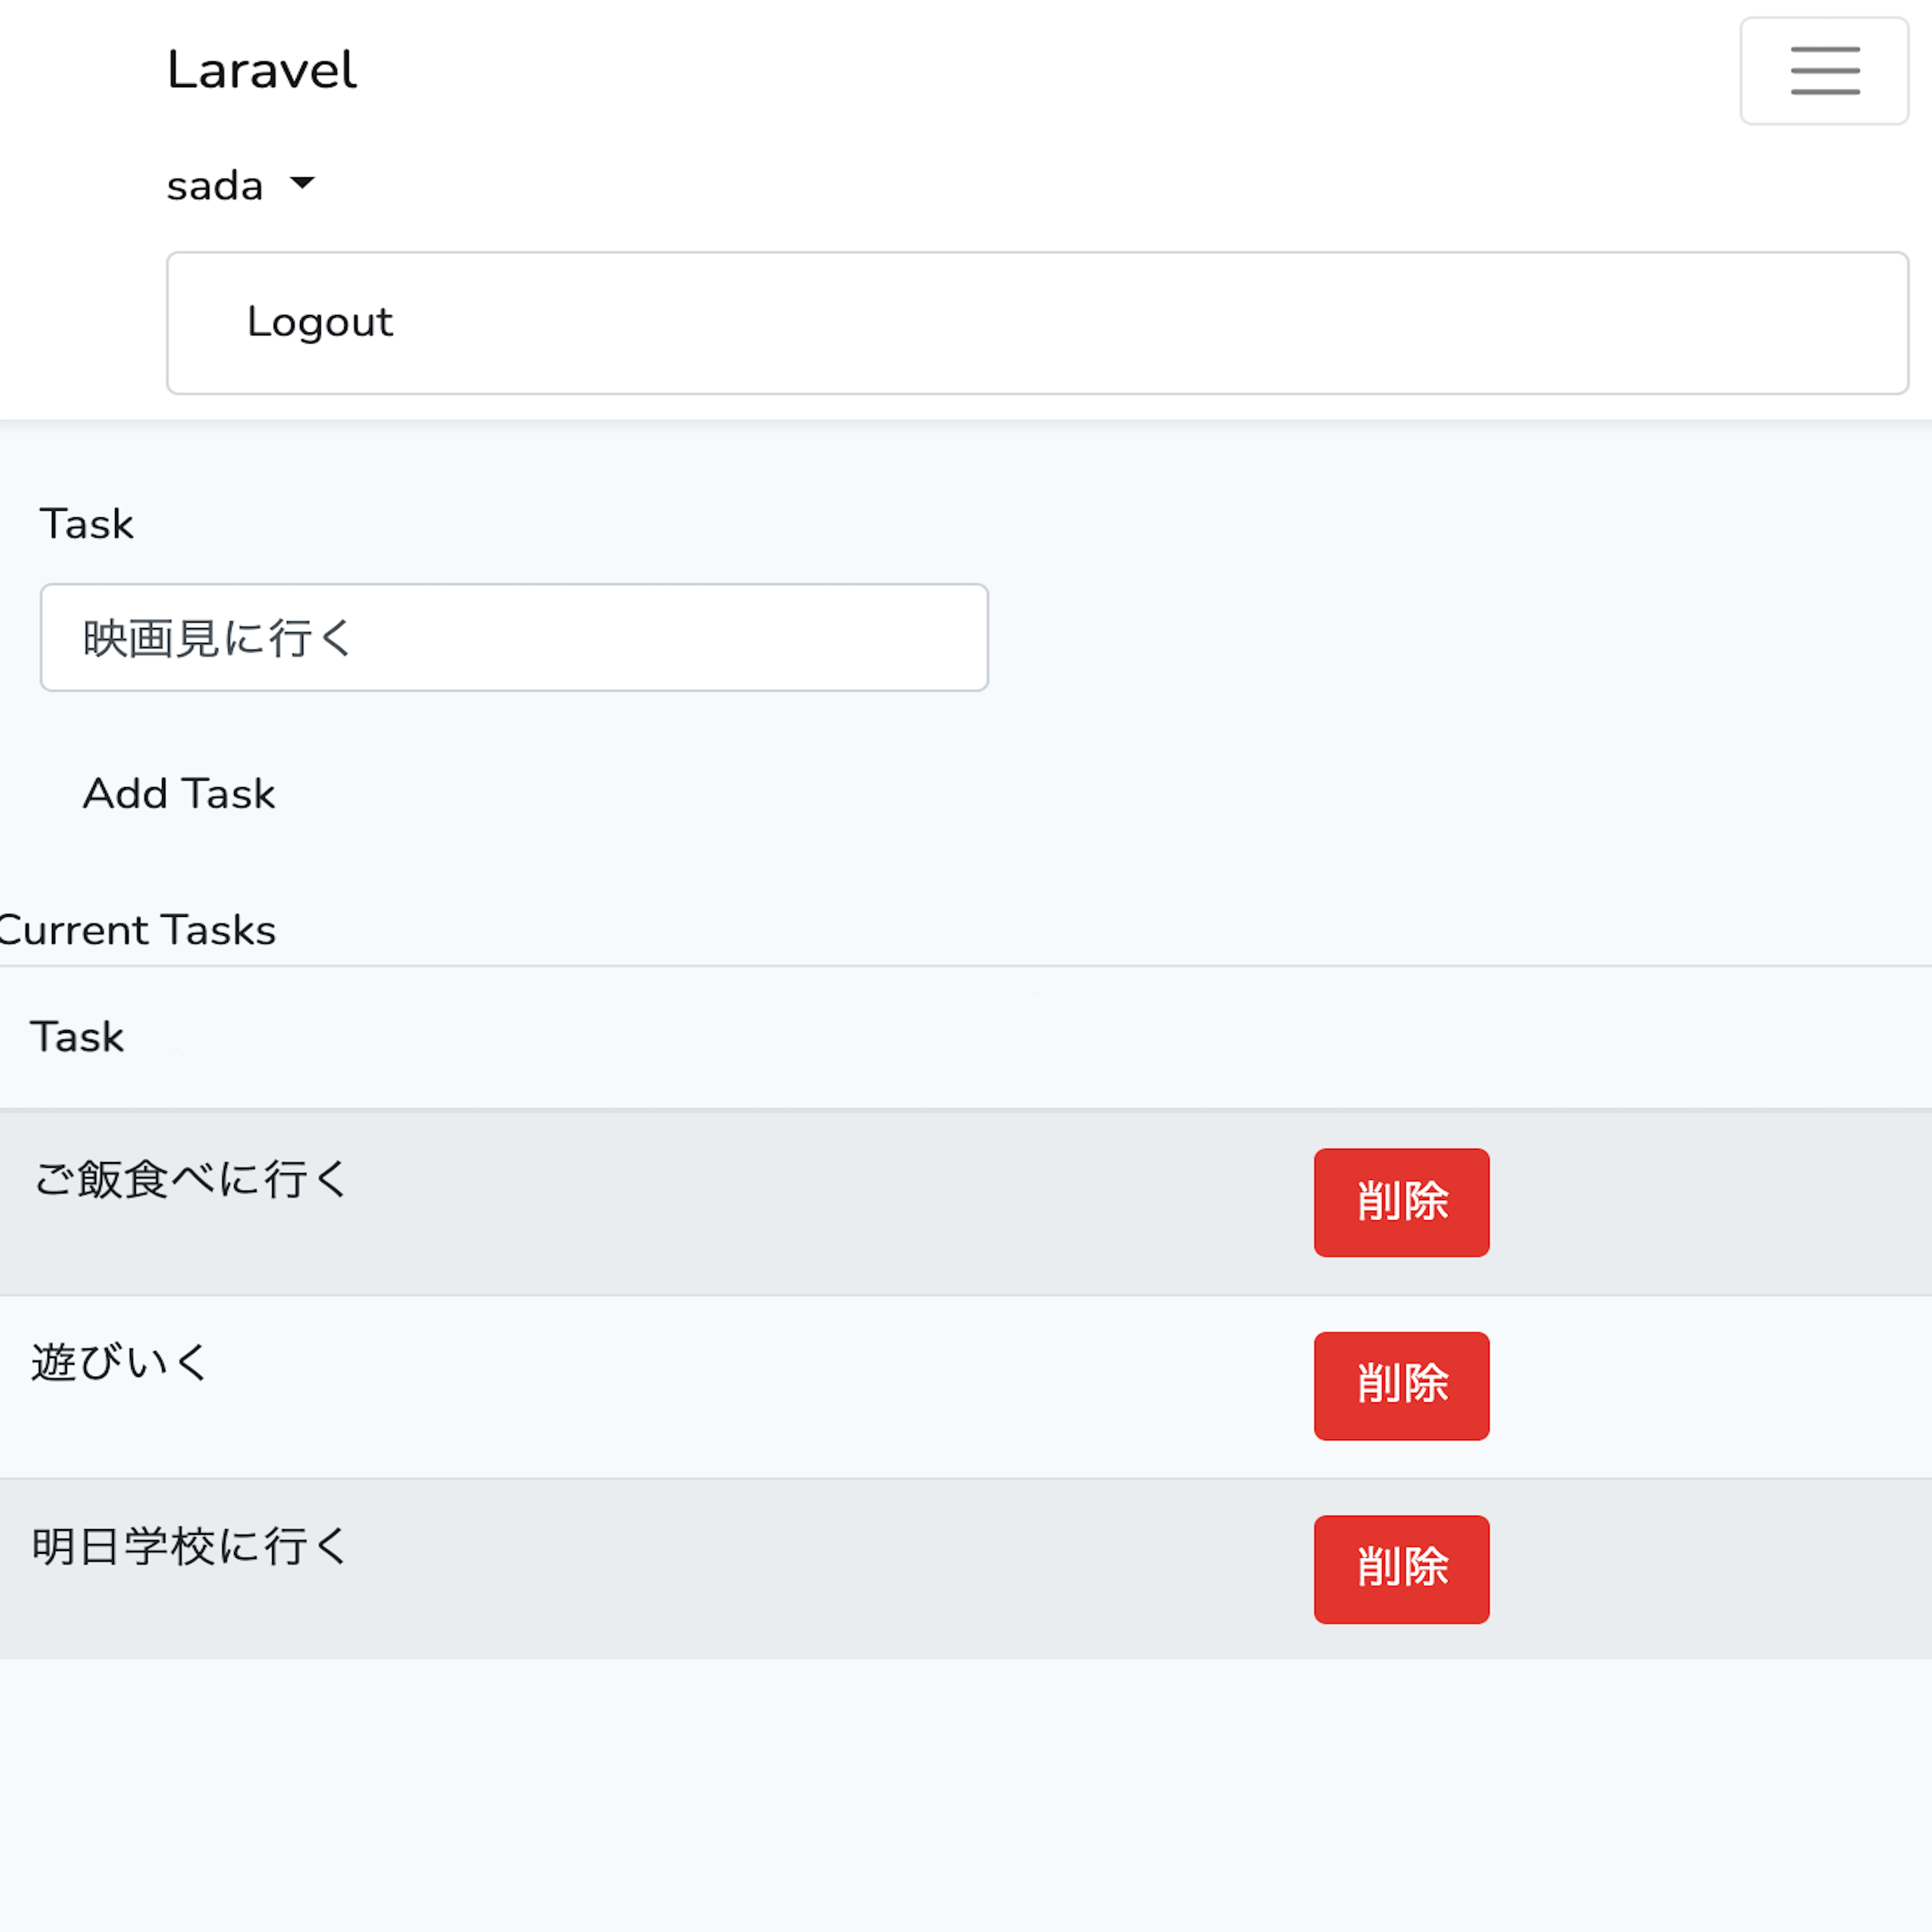 Laravel
sada
Logout
Task
映画見に行く
Add Task
Current Tasks
Task
ご飯食べに行く
削除
遊びいく
削除
明日学校に行く
削除